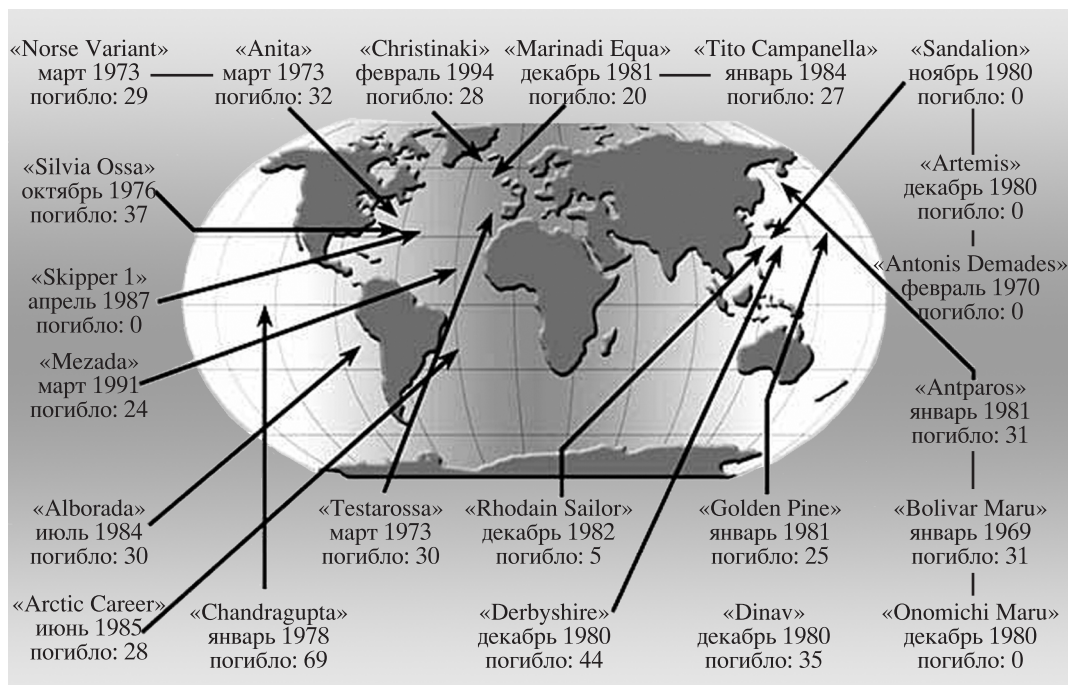 «Norse Variant»
март 1973
погибло: 29
«Anita»
март 1973
погибло: 32
«Christinaki»
февраль 1994
погибло: 28
«Marinadi Equa»
декабрь 1981
погибло: 20
«Tito Campanella»
январь 1984
погибло: 27
«Sandalion»
ноябрь 1980
погибло: 0
«Silvia Ossa»
октябрь 1976
погибло: 37
«Artemis»
декабрь 1980
погибло: 0
«Skipper 1»
апрель 1987
погибло: 0
«Antonis Demades»
февраль 1970
погибло: 0
«Mezada»
март 1991
погибло: 24
«Antparos»
январь 1981
погибло: 31
«Alborada»
июль 1984
погибло: 30
«Testarossa»
март 1973
погибло: 30
«Rhodain Sailor»
декабрь 1982
погибло: 5
«Golden Pine»
январь 1981
погибло: 25
«Bolivar Maru»
январь 1969
погибло: 31
«Arctic Career»
июнь 1985
погибло: 28
«Chandragupta»
январь 1978
погибло: 69
«Derbyshire»
декабрь 1980
погибло: 44
«Dinav»
декабрь 1980
погибло: 35
«Onomichi Maru»
декабрь 1980
погибло: 0